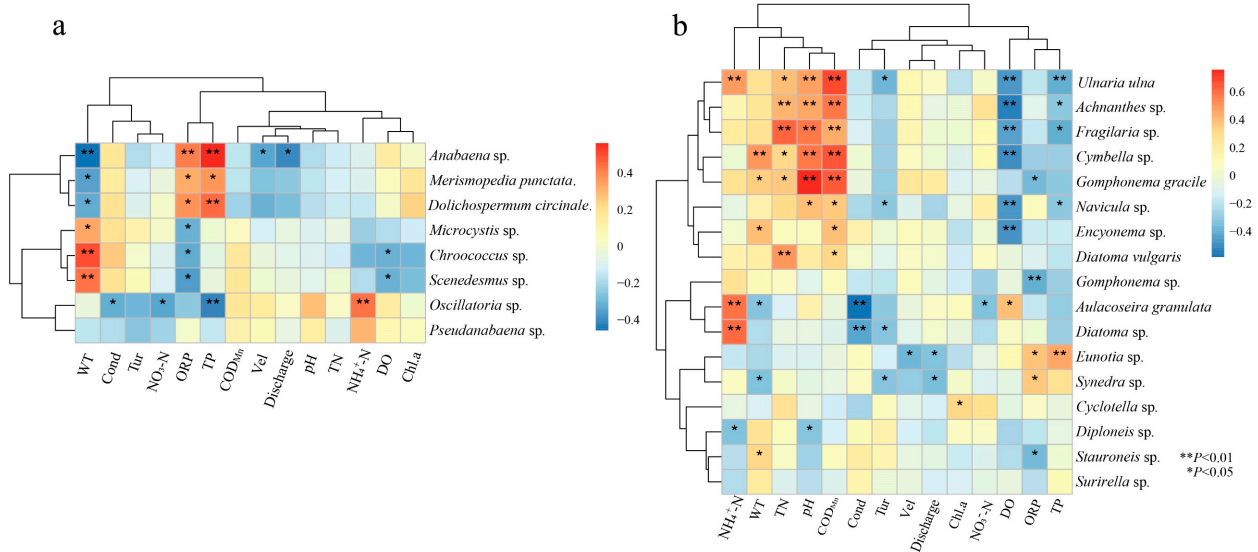 a
** ** ** * *
Anabaena sp.
* * *
Merismopedia punctata.
* * **
Dolichospermum circinale.
* *
Microcystis sp.
** * *
Chroococcus sp.
** * *
Scenedesmus sp.
* * ** **
Oscillatoria sp.
Pseudanabaena sp.
0.4
0.2
0
−0.2
−0.4
WT
Cond
Tur
NO₃-N
ORP
TP
CODMn
Vel
Discharge
pH
TN
NH₄⁺-N
DO
Chl.a
b
** * ** ** * ** **
Ulnaria ulna
** ** ** ** *
Achnanthes sp.
** ** ** ** *
Fragilaria sp.
** * ** ** **
Cymbella sp.
* * ** ** *
Gomphonema gracile
* * * ** *
Navicula sp.
* * **
Encyonema sp.
** *
Diatoma vulgaris
**
Gomphonema sp.
** * ** * *
Aulacoseira granulata
** ** *
Diatoma sp.
* * * **
Eunotia sp.
* * * *
Synedra sp.
*
Cyclotella sp.
* *
Diploneis sp.
* *
Stauroneis sp.
Surirella sp.
0.6
0.4
0.2
0
−0.2
−0.4
**P<0.01
*P<0.05
NH₄⁺-N
WT
TN
pH
CODMn
Cond
Tur
Vel
Discharge
Chl.a
NO₃⁻-N
DO
ORP
TP